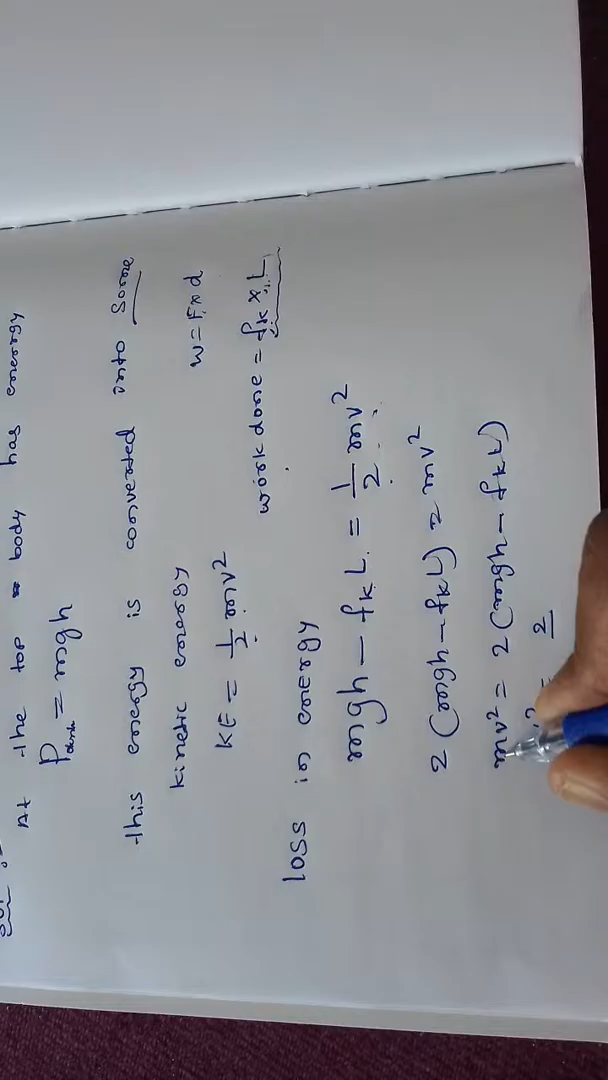 At the top body has energy
P = mgh
this energy is converted into some
kinetic energy
W = F x d
KE = 1/2 mv²
work done = fk x L
loss in energy
mgh - fk L = 1/2 mv²
2 (mgh - fk L) = mv²
mv² = 2 (mgh - fk L)
2 = 2